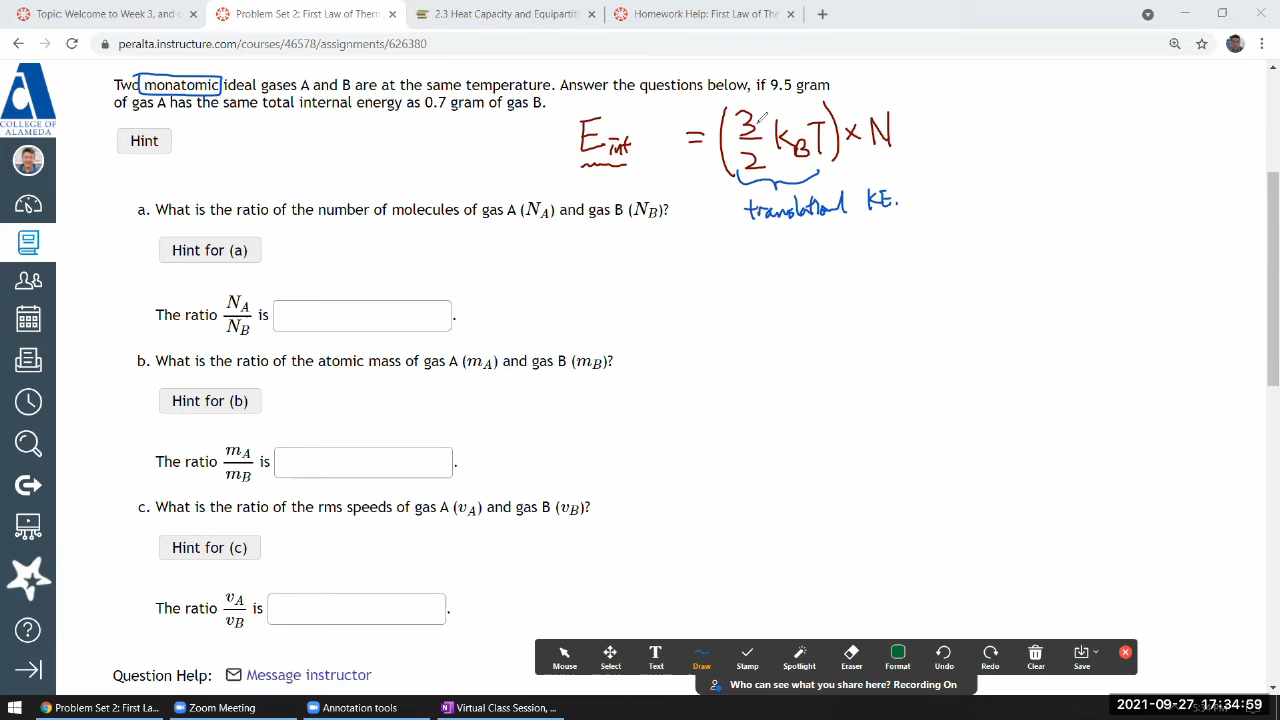 Topic: Welcome to Week 3, and
Problem Set 2: First Law of Therm
2.3 Heat Capacity and Equipartiti
Homework Help: First Law of The
peralta.instructure.com/courses/46578/assignments/626380
COLLEGE OF
ALAMEDA
Two monatomic ideal gases A and B are at the same temperature. Answer the questions below, if 9.5 gram
of gas A has the same total internal energy as 0.7 gram of gas B.
Hint
E_int = (3/2 k_B T) × N
translational KE.
a. What is the ratio of the number of molecules of gas A (N_A) and gas B (N_B)?
Hint for (a)
The ratio N_A/N_B is .
b. What is the ratio of the atomic mass of gas A (m_A) and gas B (m_B)?
Hint for (b)
The ratio m_A/m_B is .
c. What is the ratio of the rms speeds of gas A (v_A) and gas B (v_B)?
Hint for (c)
The ratio v_A/v_B is .
Question Help: Message instructor
Mouse Select Text Draw Stamp Spotlight Eraser Format Undo Redo Clear Save
Who can see what you share here? Recording On
Problem Set 2: First La... Zoom Meeting Annotation tools Virtual Class Session, ...
2021-09-27 17:34:59